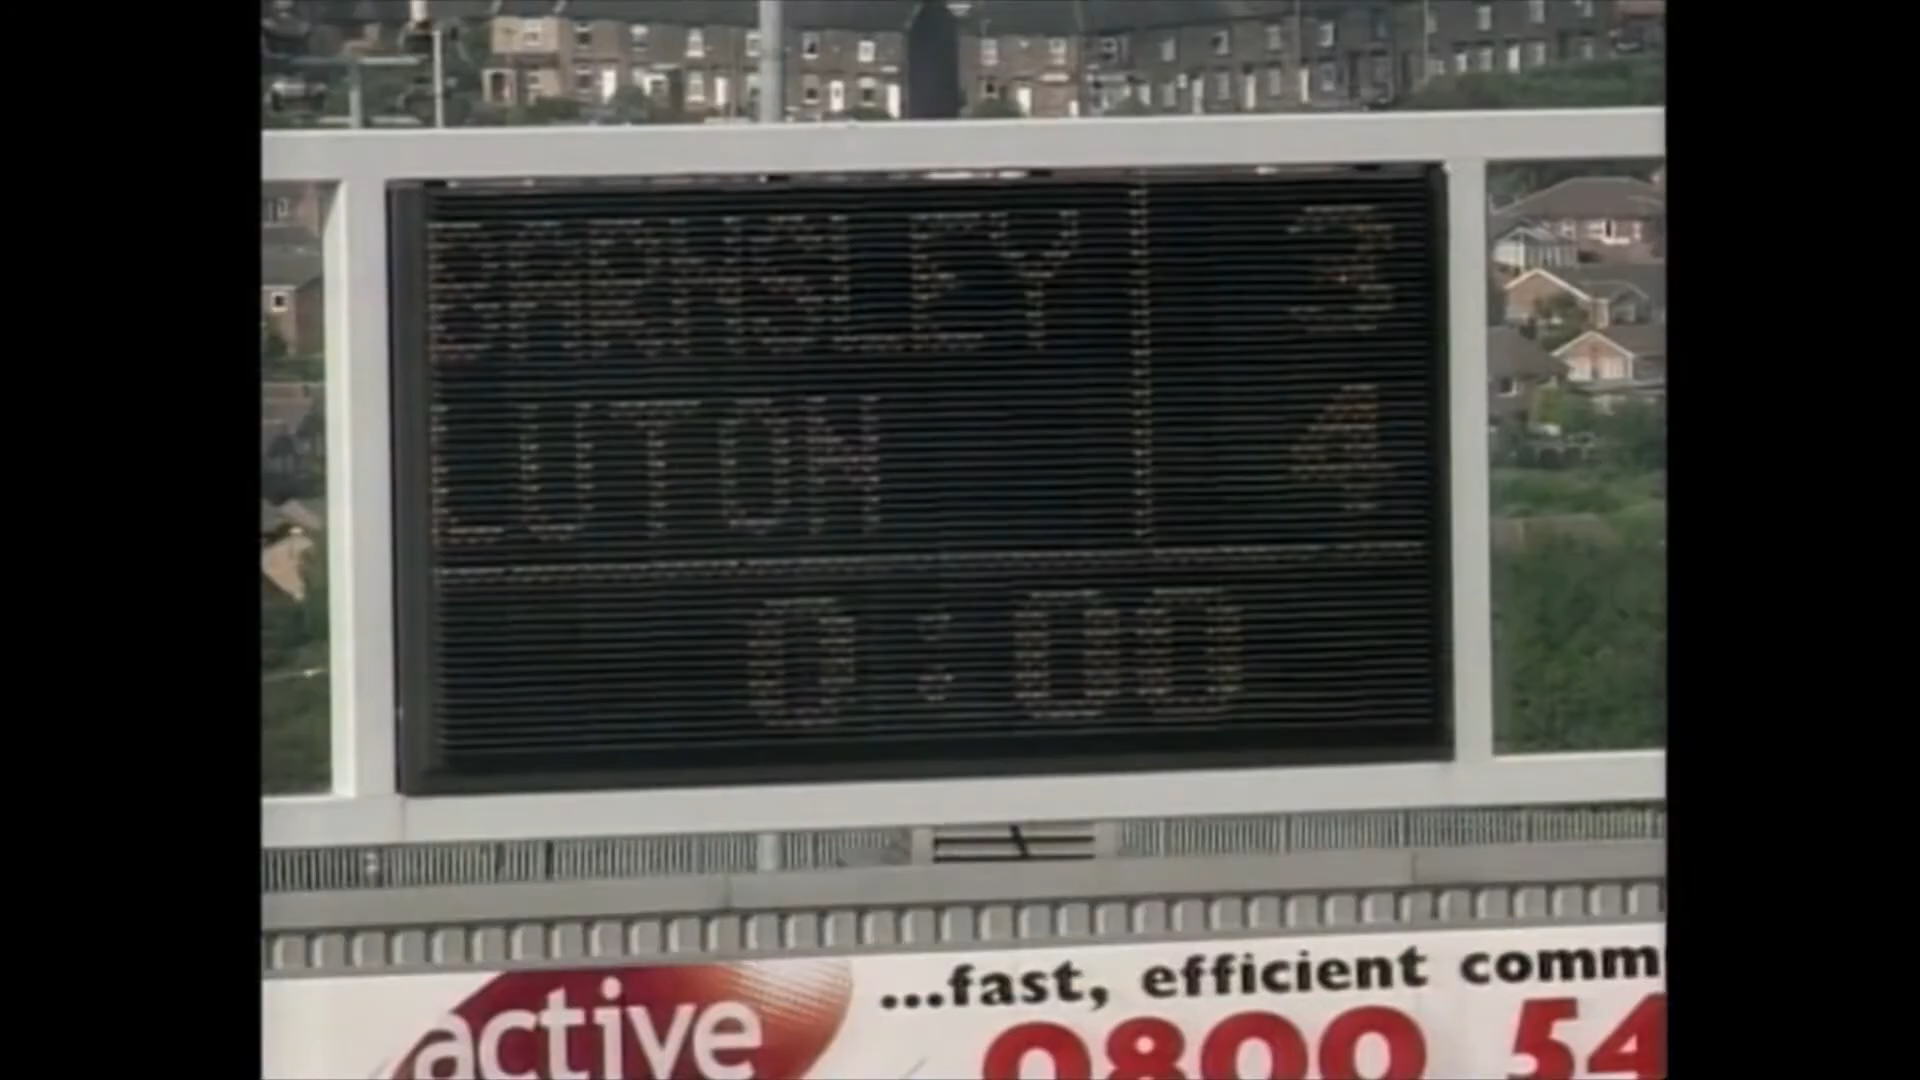 BARNSLEY 3
LUTON 4
0:00
active
...fast, efficient comm
0800 54